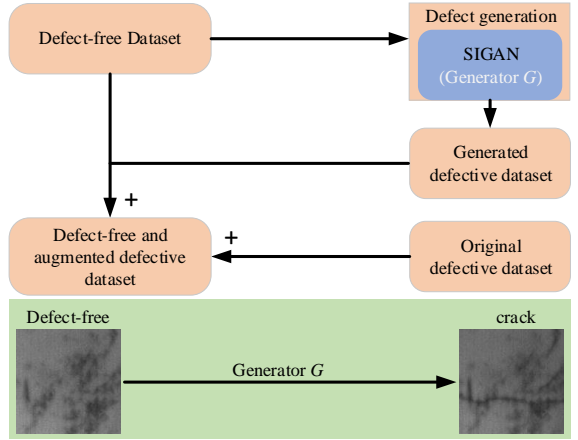 Defect-free Dataset
Defect generation
SIGAN
(Generator G)
Generated
defective dataset
+
Defect-free and
augmented defective
dataset
+
Original
defective dataset
Defect-free
crack
Generator G